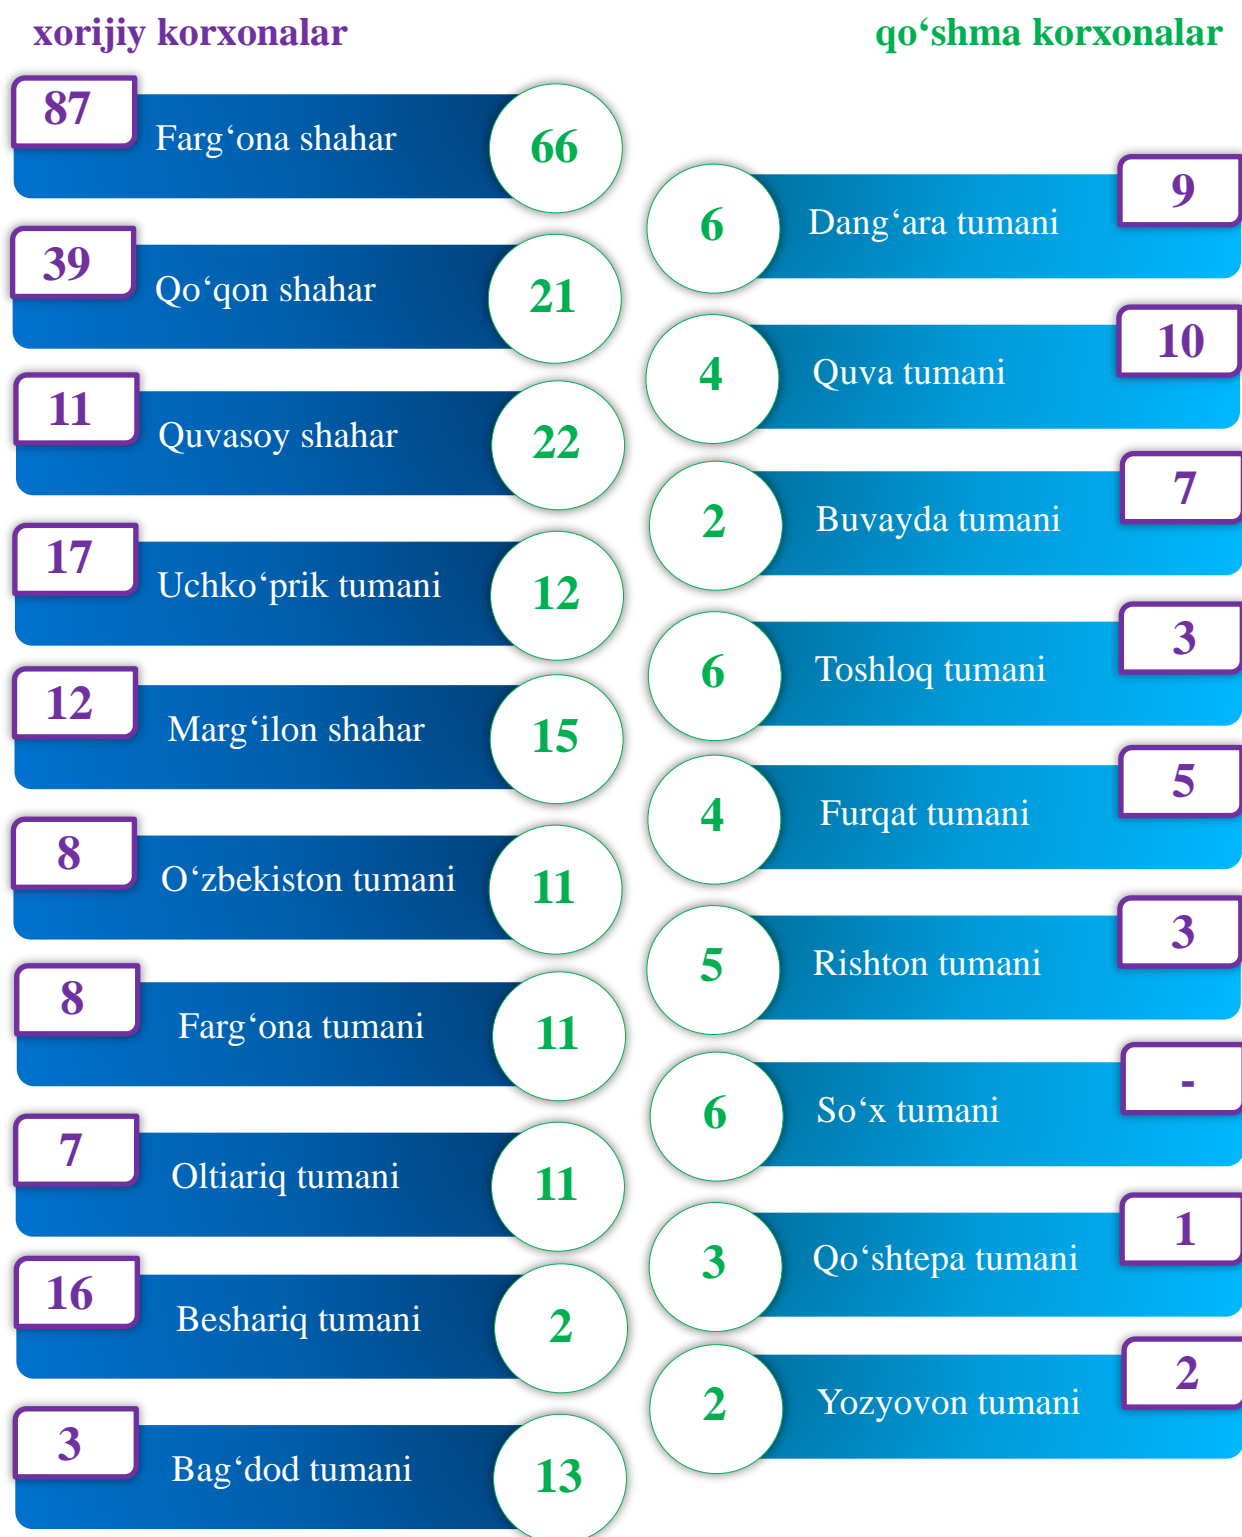 xorijiy korxonalar
qo‘shma korxonalar
87
Farg‘ona shahar
66
39
Qo‘qon shahar
21
11
Quvasoy shahar
22
17
Uchko‘prik tumani
12
12
Marg‘ilon shahar
15
8
O‘zbekiston tumani
11
8
Farg‘ona tumani
11
7
Oltiariq tumani
11
16
Beshariq tumani
2
3
Bag‘dod tumani
13
6
Dang‘ara tumani
9
4
Quva tumani
10
2
Buvayda tumani
7
6
Toshloq tumani
3
4
Furqat tumani
5
5
Rishton tumani
3
6
So‘x tumani
-
3
Qo‘shtepa tumani
1
2
Yozyovon tumani
2